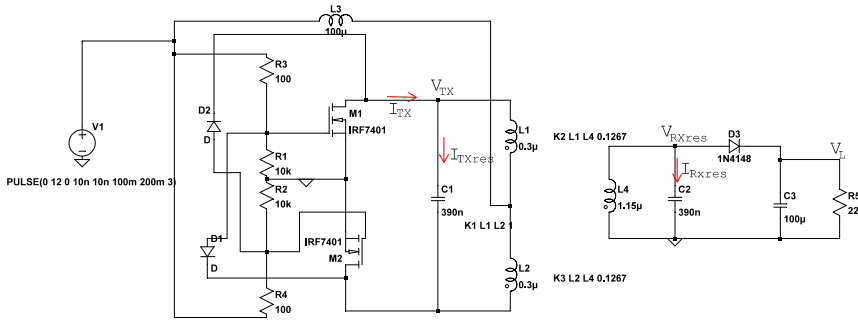 L3
100µ
R3
100
V_TX
I_TX
D2
D
M1
IRF7401
L1
0.3µ
K2 L1 L4 0.1267
V_RXres
D3
1N4148
V_L
V1
I_TXres
I_Rxres
R1
10k
R2
10k
PULSE(0 12 0 10n 10n 100m 200m 3)
C1
390n
L4
1.15µ
C2
390n
C3
100µ
R5
22
K1 L1 L2 1
D1
D
IRF7401
M2
L2
0.3µ
K3 L2 L4 0.1267
R4
100